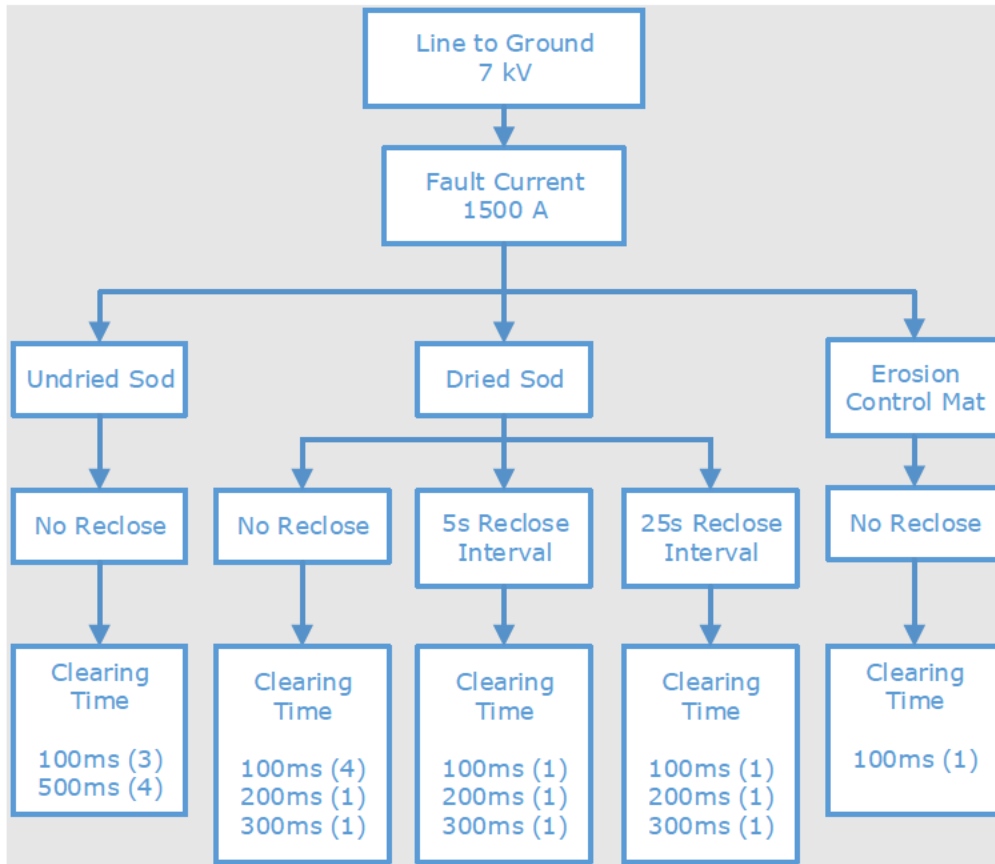 Line to Ground
7 kV
Fault Current
1500 A
Undried Sod
Dried Sod
Erosion
Control Mat
No Reclose
No Reclose
5s Reclose
Interval
25s Reclose
Interval
No Reclose
Clearing
Time
100ms (3)
500ms (4)
Clearing
Time
100ms (4)
200ms (1)
300ms (1)
Clearing
Time
100ms (1)
200ms (1)
300ms (1)
Clearing
Time
100ms (1)
200ms (1)
300ms (1)
Clearing
Time
100ms (1)